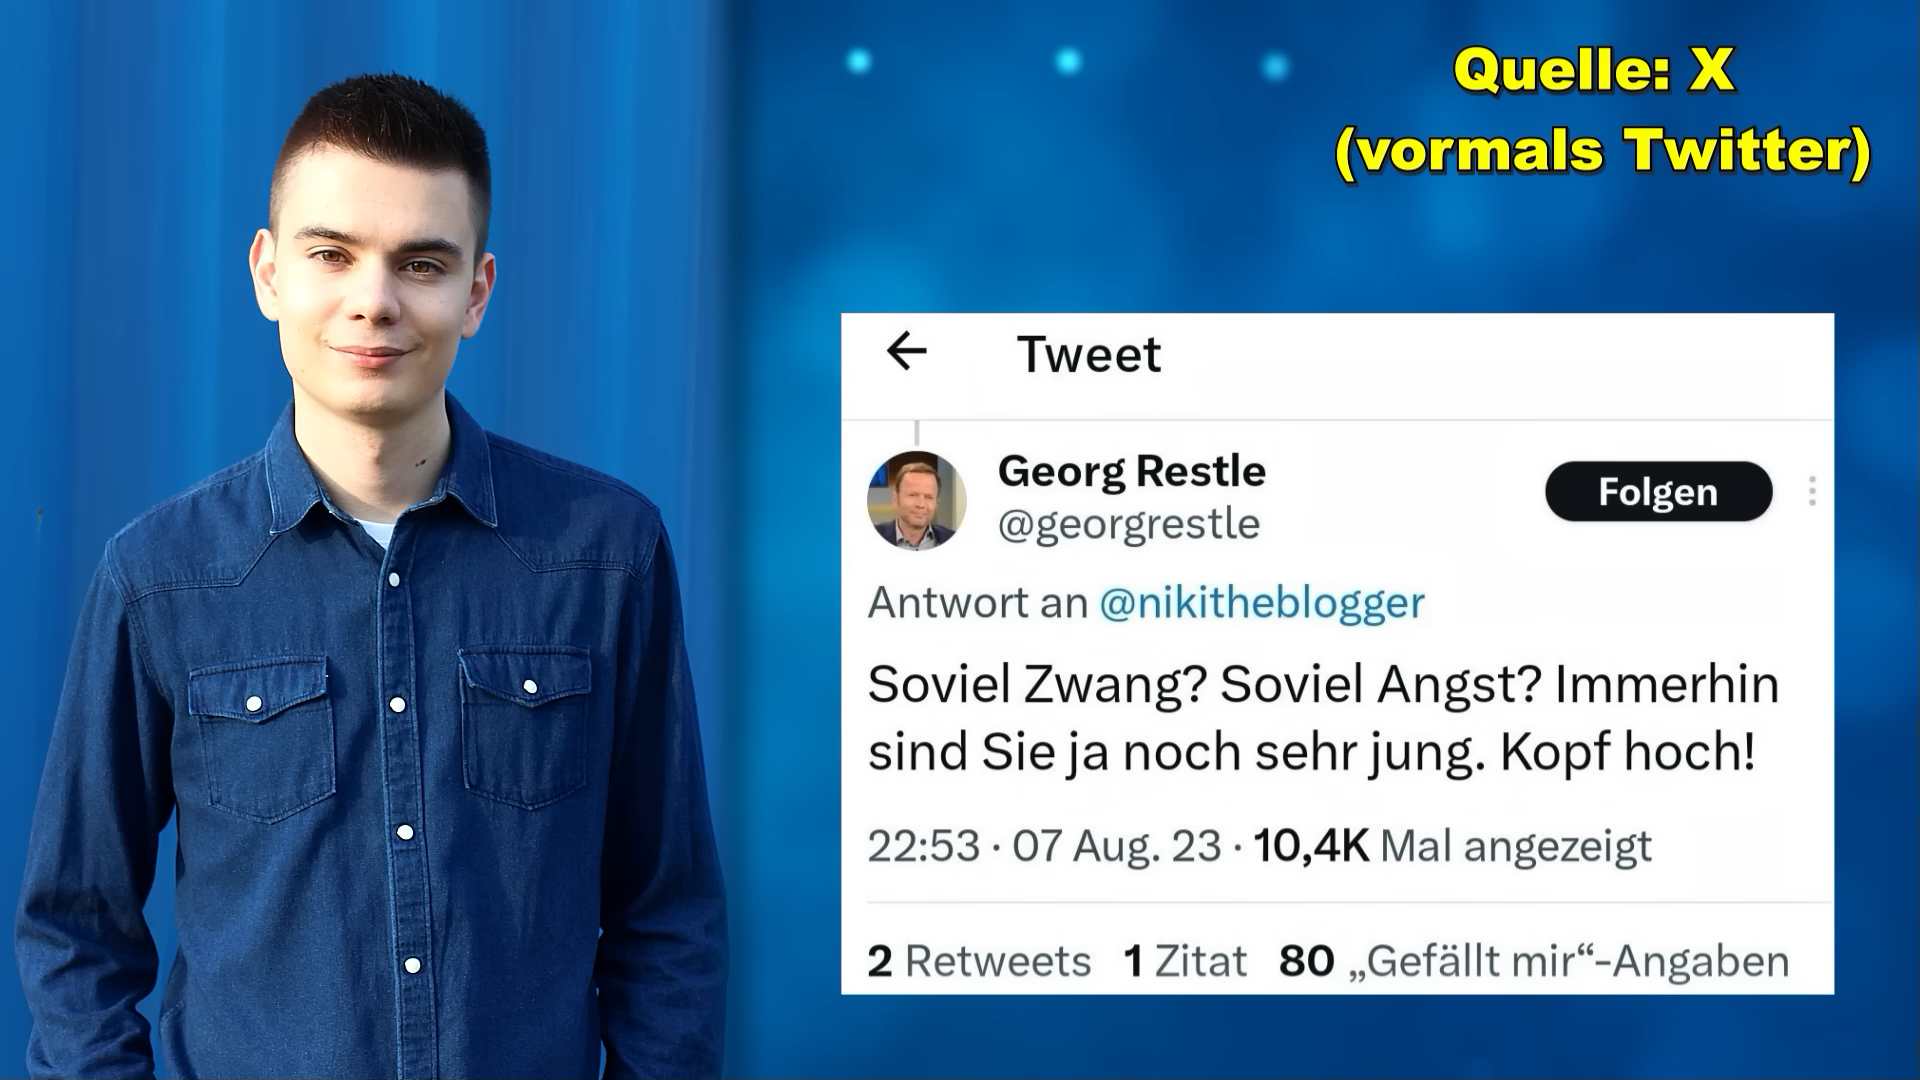 Quelle: X
(vormals Twitter)
Tweet
Georg Restle
@georgrestle
Folgen
Antwort an @nikitheblogger
Soviel Zwang? Soviel Angst? Immerhin
sind Sie ja noch sehr jung. Kopf hoch!
22:53 · 07 Aug. 23 · 10,4K Mal angezeigt
2 Retweets 1 Zitat 80 „Gefällt mir“-Angaben